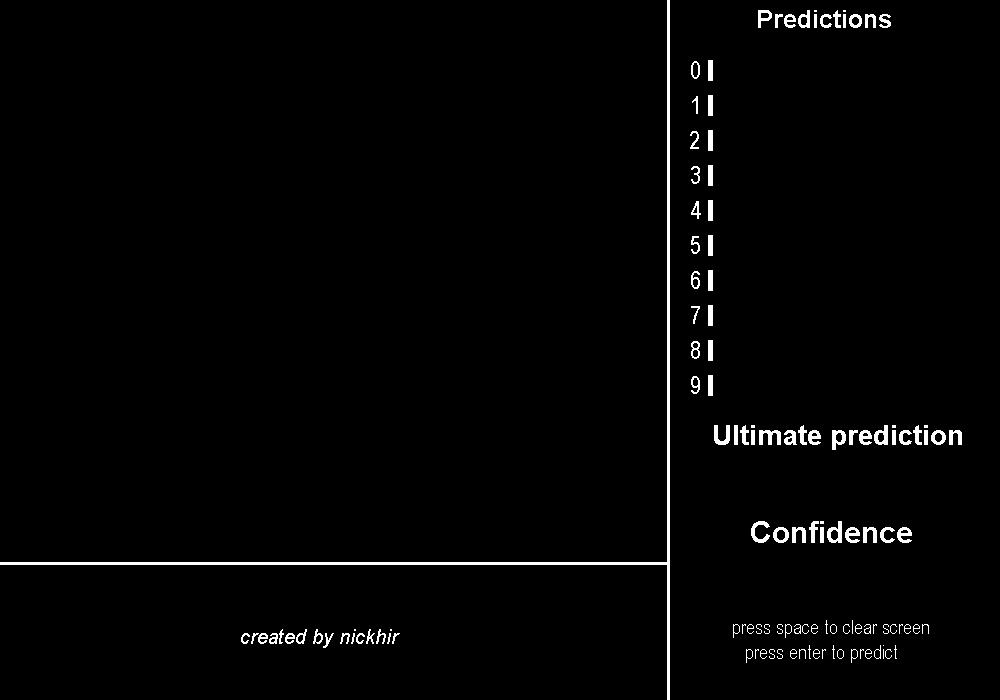 Predictions
0
1
2
3
4
5
6
7
8
9
Ultimate prediction
Confidence
press space to clear screen
press enter to predict
created by nickhir